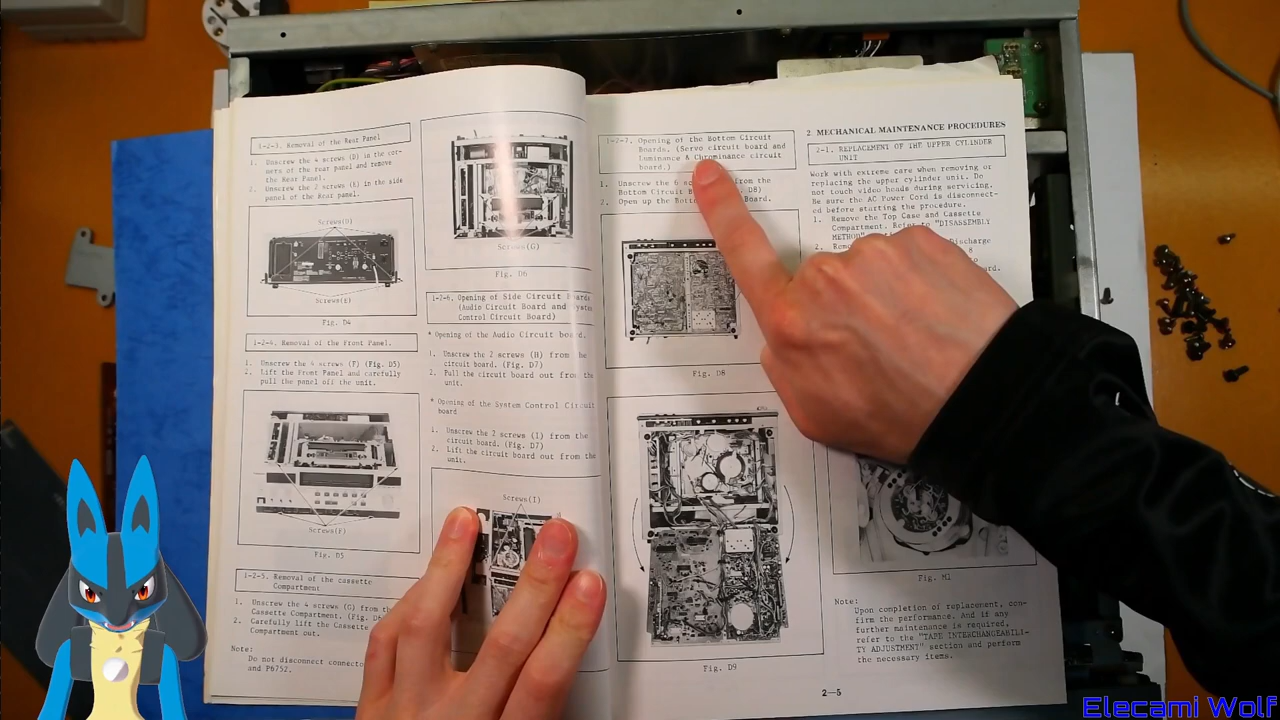 1-2-3. Removal of the Rear Panel
1. Unscrew the 4 screws (D) in the cor-
ners of the rear panel and remove
the Rear Panel.
2. Unscrew the 2 screws (E) in the side
panel of the Rear panel.
Screws(D)
Screws(E)
Fig. D4
1-2-4. Removal of the Front Panel.
1. Unscrew the 4 screws (F) (Fig. D5)
2. Lift the Front Panel and carefully
pull the panel off the unit.
Screws(F)
Fig. D5
1-2-5. Removal of the cassette
Compartment
1. Unscrew the 4 screws (G) from the
Cassette Compartment. (Fig.
2. Carefully lift the Cassette
Compartment out.
Note:
Do not disconnect
and P6752.
Screws(G)
Fig. D6
1-2-6. Opening of Side Circuit Boards
(Audio Circuit Board and System
Control Circuit Board)
* Opening of the Audio Circuit board.
1. Unscrew the 2 screws (H) from the
circuit board. (Fig. D7)
2. Pull the circuit board out from the
unit.
* Opening of the System Control Circuit
board
1. Unscrew the 2 screws (I) from the
circuit board. (Fig. D7)
2. Lift the circuit board out from the
unit.
Screws(I)
1-2-7. Opening of the Bottom Circuit
Boards. (Servo circuit board and
Luminance & Chrominance circuit
board.)
1. Unscrew the 6 from the
Bottom Circuit D8)
2. Open up the Board.
Fig. D8
Fig. D9
2 MECHANICAL MAINTENANCE PROCEDURES
2-1. REPLACEMENT OF THE UPPER CYLINDER
UNIT
Work with extreme care when removing or
replacing the upper cylinder unit. Do
not touch video heads during servicing.
Be sure the AC Power Cord is disconnect-
ed before starting the procedure.
1. Remove the Top Case and Cassette
Compartment. Refer to "DISASSEMBLY
METHOD"
2. Discharge
8
Fig. M1
Note:
Upon completion of replacement, con-
firm the performance. And if any
further maintenance is required,
refer to the "TAPE INTERCHANGEABILI-
TY ADJUSTMENT" section and perform
the necessary items.
2-5
Elecami Wolf